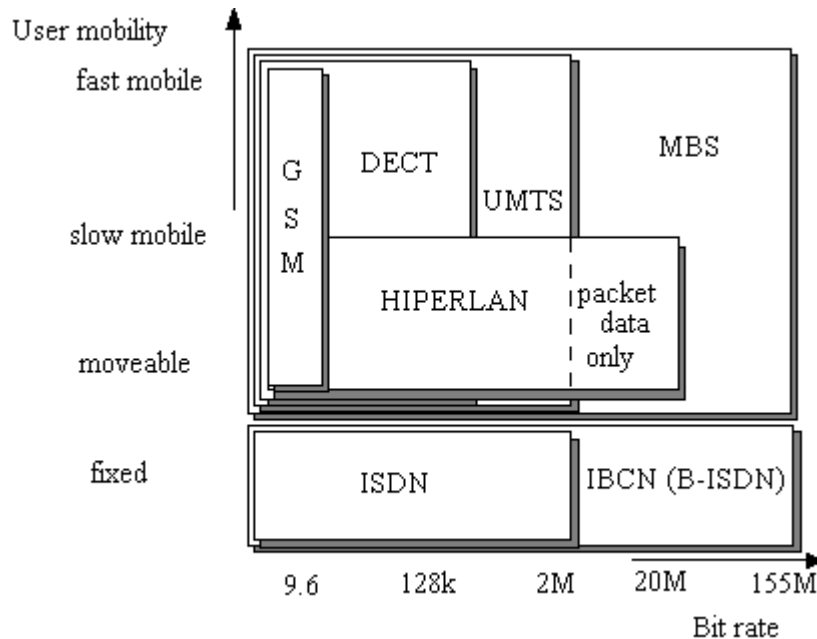 User mobility
fast mobile
MBS
DECT
G
S
M
UMTS
slow mobile
HIPERLAN
packet
data
only
moveable
fixed
ISDN
IBCN (B-ISDN)
9.6
128k
2M
20M
155M
Bit rate